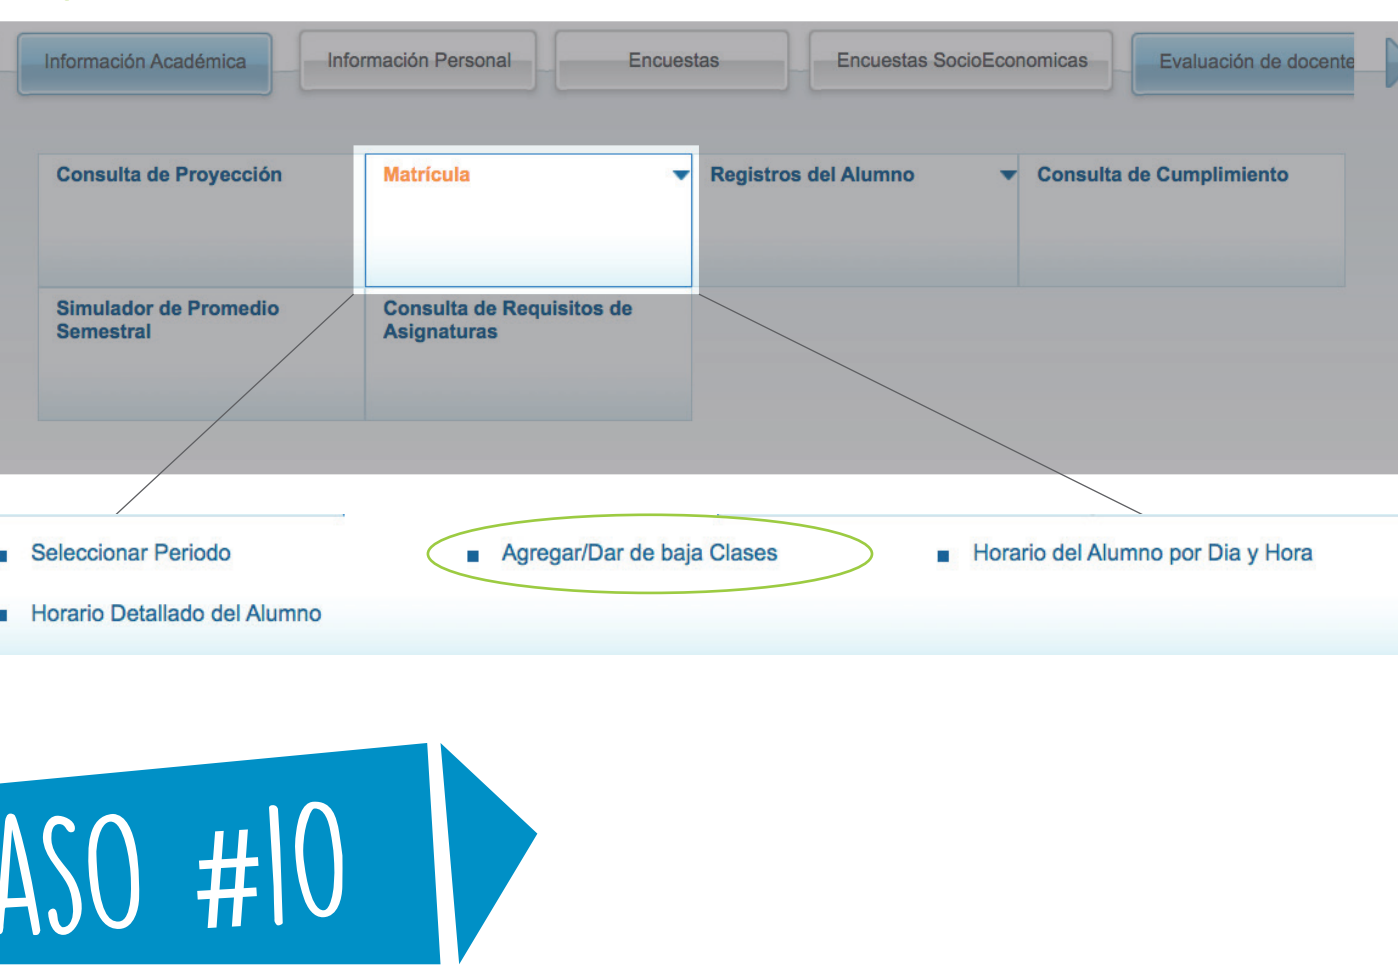 Información Académica
Información Personal
Encuestas
Encuestas SocioEconomicas
Evaluación de docente
Consulta de Proyección
Matrícula
Registros del Alumno
Consulta de Cumplimiento
Simulador de Promedio
Semestral
Consulta de Requisitos de
Asignaturas
Seleccionar Periodo
Agregar/Dar de baja Clases
Horario del Alumno por Dia y Hora
Horario Detallado del Alumno
ASO #10